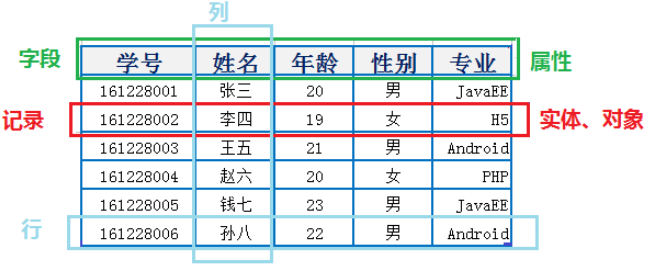 列
字段 学号 姓名 年龄 性别 专业 属性
161228001 张三 20 男 JavaEE
记录 161228002 李四 19 女 H5 实体、对象
161228003 王五 21 男 Android
161228004 赵六 20 女 PHP
161228005 钱七 23 男 JavaEE
行 161228006 孙八 22 男 Android